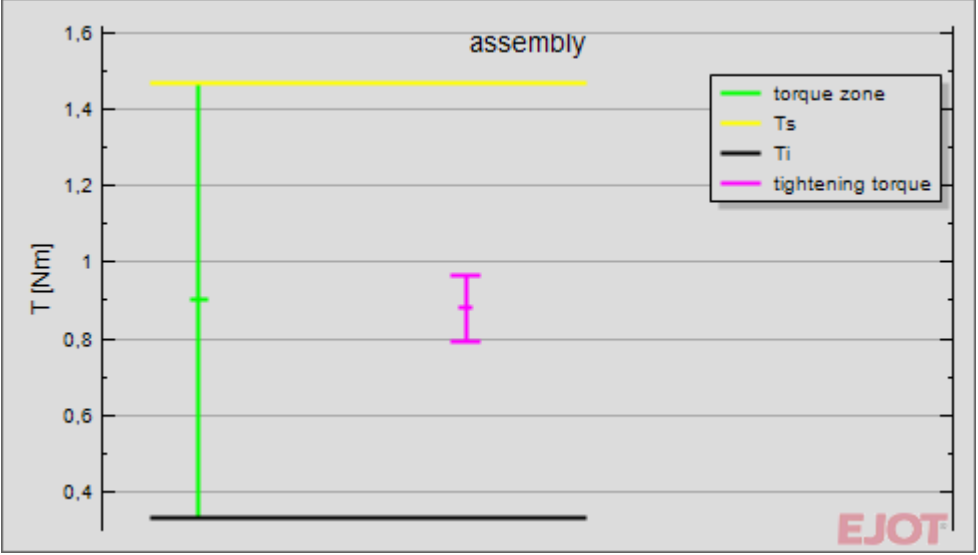 assembly
1,6
1,4
1,2
1
0,8
0,6
0,4
T [Nm]
torque zone
Ts
Ti
tightening torque
EJOT